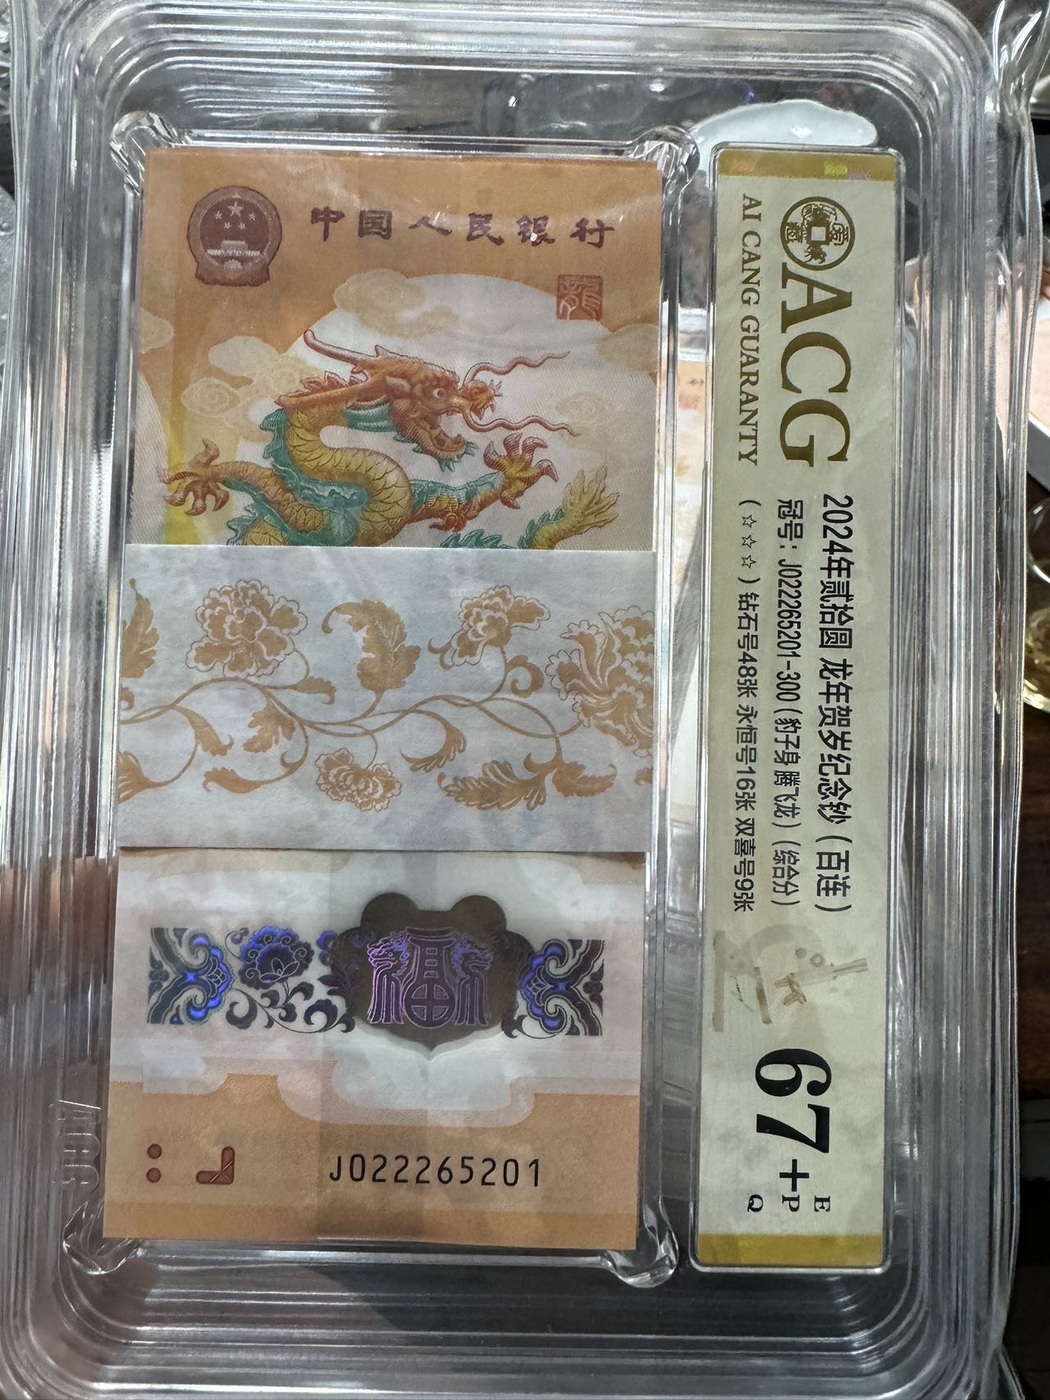 中国人民银行
龍
福
J022265201
ACG
AI CANG GUARANTY
2024年贰拾圆 龙年贺岁纪念钞（百连）
冠号：J022265201-300（豹子身 腾飞龙）（综合分）
（☆☆☆）钻石号48张 永恒号16张 双喜号9张
67+
E
P
Q